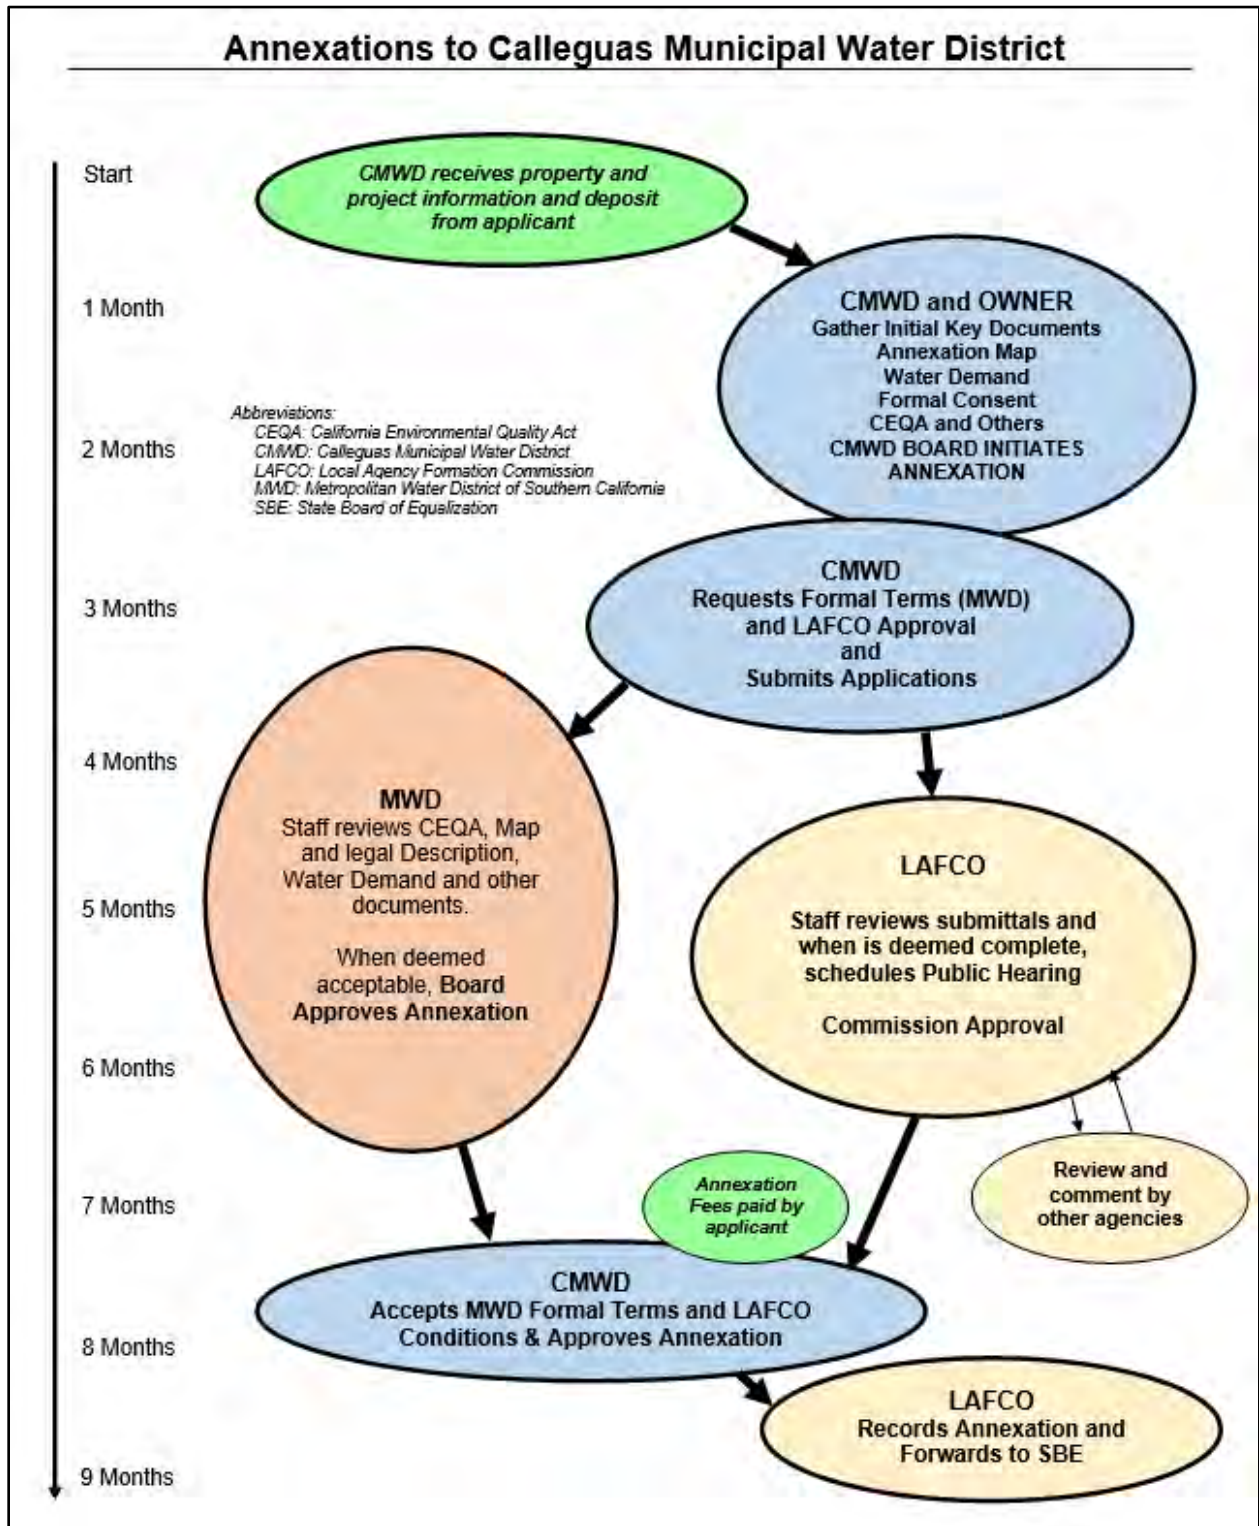 Annexations to Calleguas Municipal Water District
Start
CMWD receives property and
project information and deposit
from applicant
1 Month
CMWD and OWNER
Gather Initial Key Documents
Annexation Map
Water Demand
Formal Consent
CEQA and Others
CMWD BOARD INITIATES
ANNEXATION
Abbreviations:
CEQA: California Environmental Quality Act
CMWD: Calleguas Municipal Water District
LAFCO: Local Agency Formation Commission
MWD: Metropolitan Water District of Southern California
SBE: State Board of Equalization
2 Months
CMWD
Requests Formal Terms (MWD)
and LAFCO Approval
and
Submits Applications
3 Months
4 Months
MWD
Staff reviews CEQA, Map
and legal Description,
Water Demand and other
documents.
When deemed
acceptable, Board
Approves Annexation
5 Months
LAFCO
Staff reviews submittals and
when is deemed complete,
schedules Public Hearing
Commission Approval
6 Months
Review and
comment by
other agencies
7 Months
Annexation
Fees paid by
applicant
CMWD
Accepts MWD Formal Terms and LAFCO
Conditions & Approves Annexation
8 Months
LAFCO
Records Annexation and
Forwards to SBE
9 Months